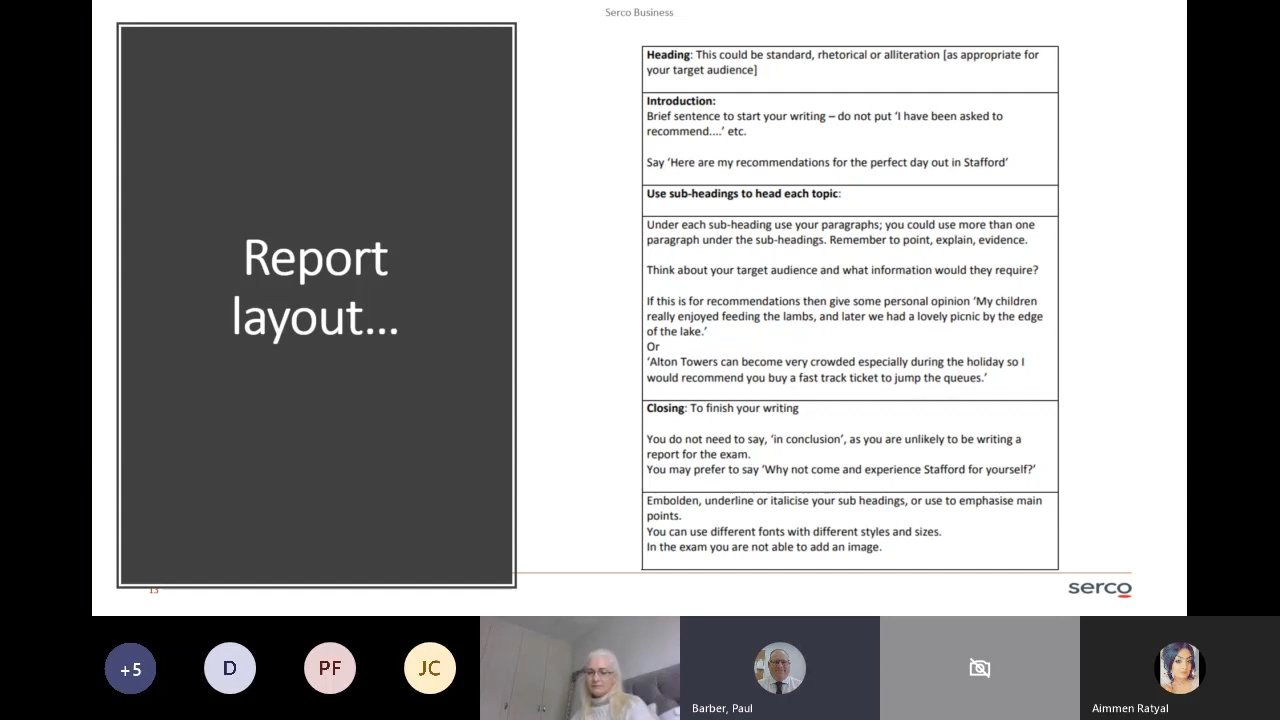 Serco Business
Report
layout...
Heading: This could be standard, rhetorical or alliteration [as appropriate for
your target audience]
Introduction:
Brief sentence to start your writing – do not put ‘I have been asked to
recommend....’ etc.
Say ‘Here are my recommendations for the perfect day out in Stafford’
Use sub-headings to head each topic:
Under each sub-heading use your paragraphs; you could use more than one
paragraph under the sub-headings. Remember to point, explain, evidence.
Think about your target audience and what information would they require?
If this is for recommendations then give some personal opinion ‘My children
really enjoyed feeding the lambs, and later we had a lovely picnic by the edge
of the lake.’
Or
‘Alton Towers can become very crowded especially during the holiday so I
would recommend you buy a fast track ticket to jump the queues.’
Closing: To finish your writing
You do not need to say, ‘in conclusion’, as you are unlikely to be writing a
report for the exam.
You may prefer to say ‘Why not come and experience Stafford for yourself?’
Embolden, underline or italicise your sub headings, or use to emphasise main
points.
You can use different fonts with different styles and sizes.
In the exam you are not able to add an image.
13
serco
+5
D
PF
JC
Barber, Paul
Aimmen Ratyal